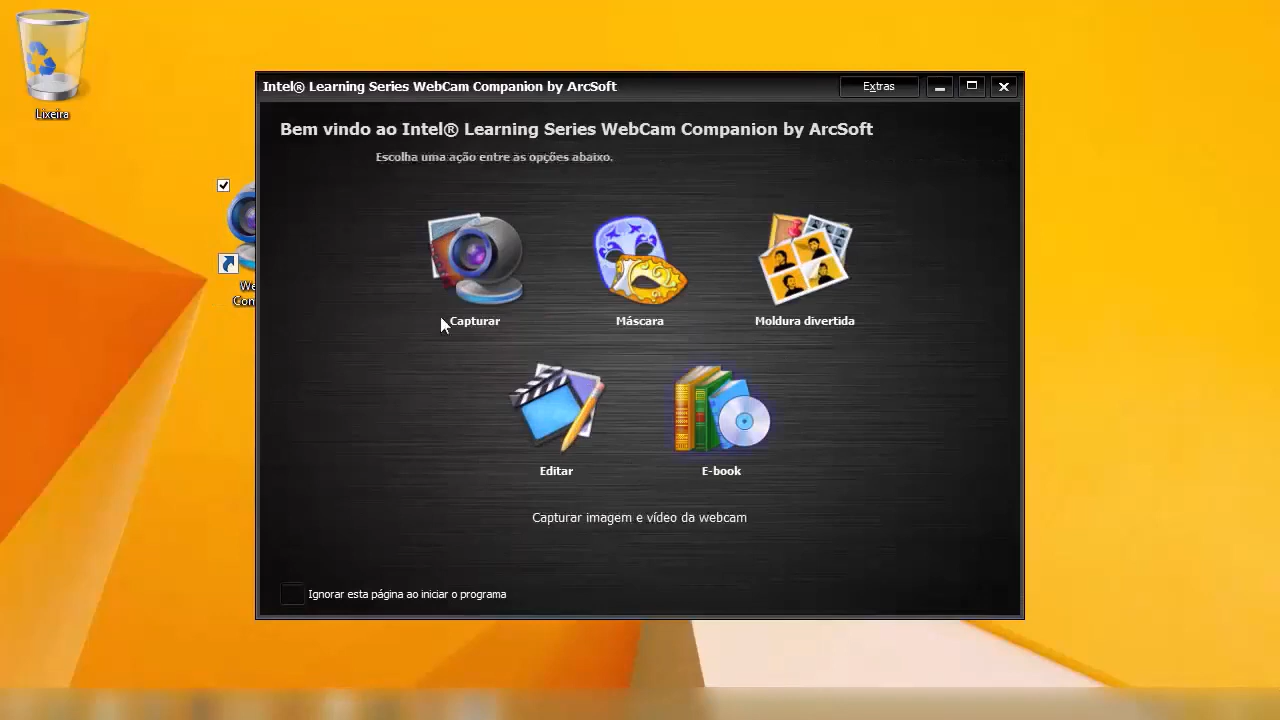 Lixeira
We
Con
Intel® Learning Series WebCam Companion by ArcSoft
Extras
Bem vindo ao Intel® Learning Series WebCam Companion by ArcSoft
Escolha uma ação entre as opções abaixo.
Capturar
Máscara
Moldura divertida
Editar
E-book
Capturar imagem e vídeo da webcam
Ignorar esta página ao iniciar o programa